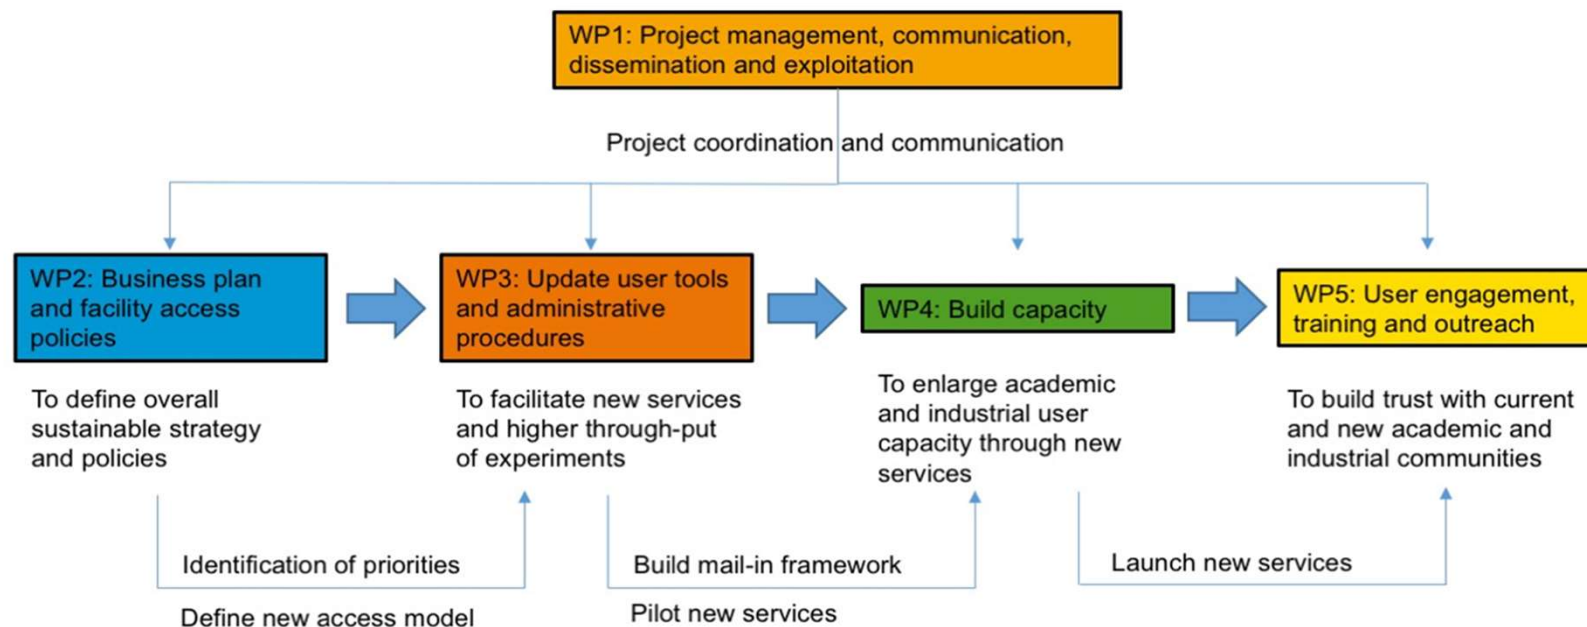 WP1: Project management, communication,
dissemination and exploitation
Project coordination and communication
WP2: Business plan
and facility access
policies
WP3: Update user tools
and administrative
procedures
WP4: Build capacity
WP5: User engagement,
training and outreach
To define overall
sustainable strategy
and policies
To facilitate new services
and higher through-put
of experiments
To enlarge academic
and industrial user
capacity through new
services
To build trust with current
and new academic and
industrial communities
Identification of priorities
Define new access model
Build mail-in framework
Pilot new services
Launch new services